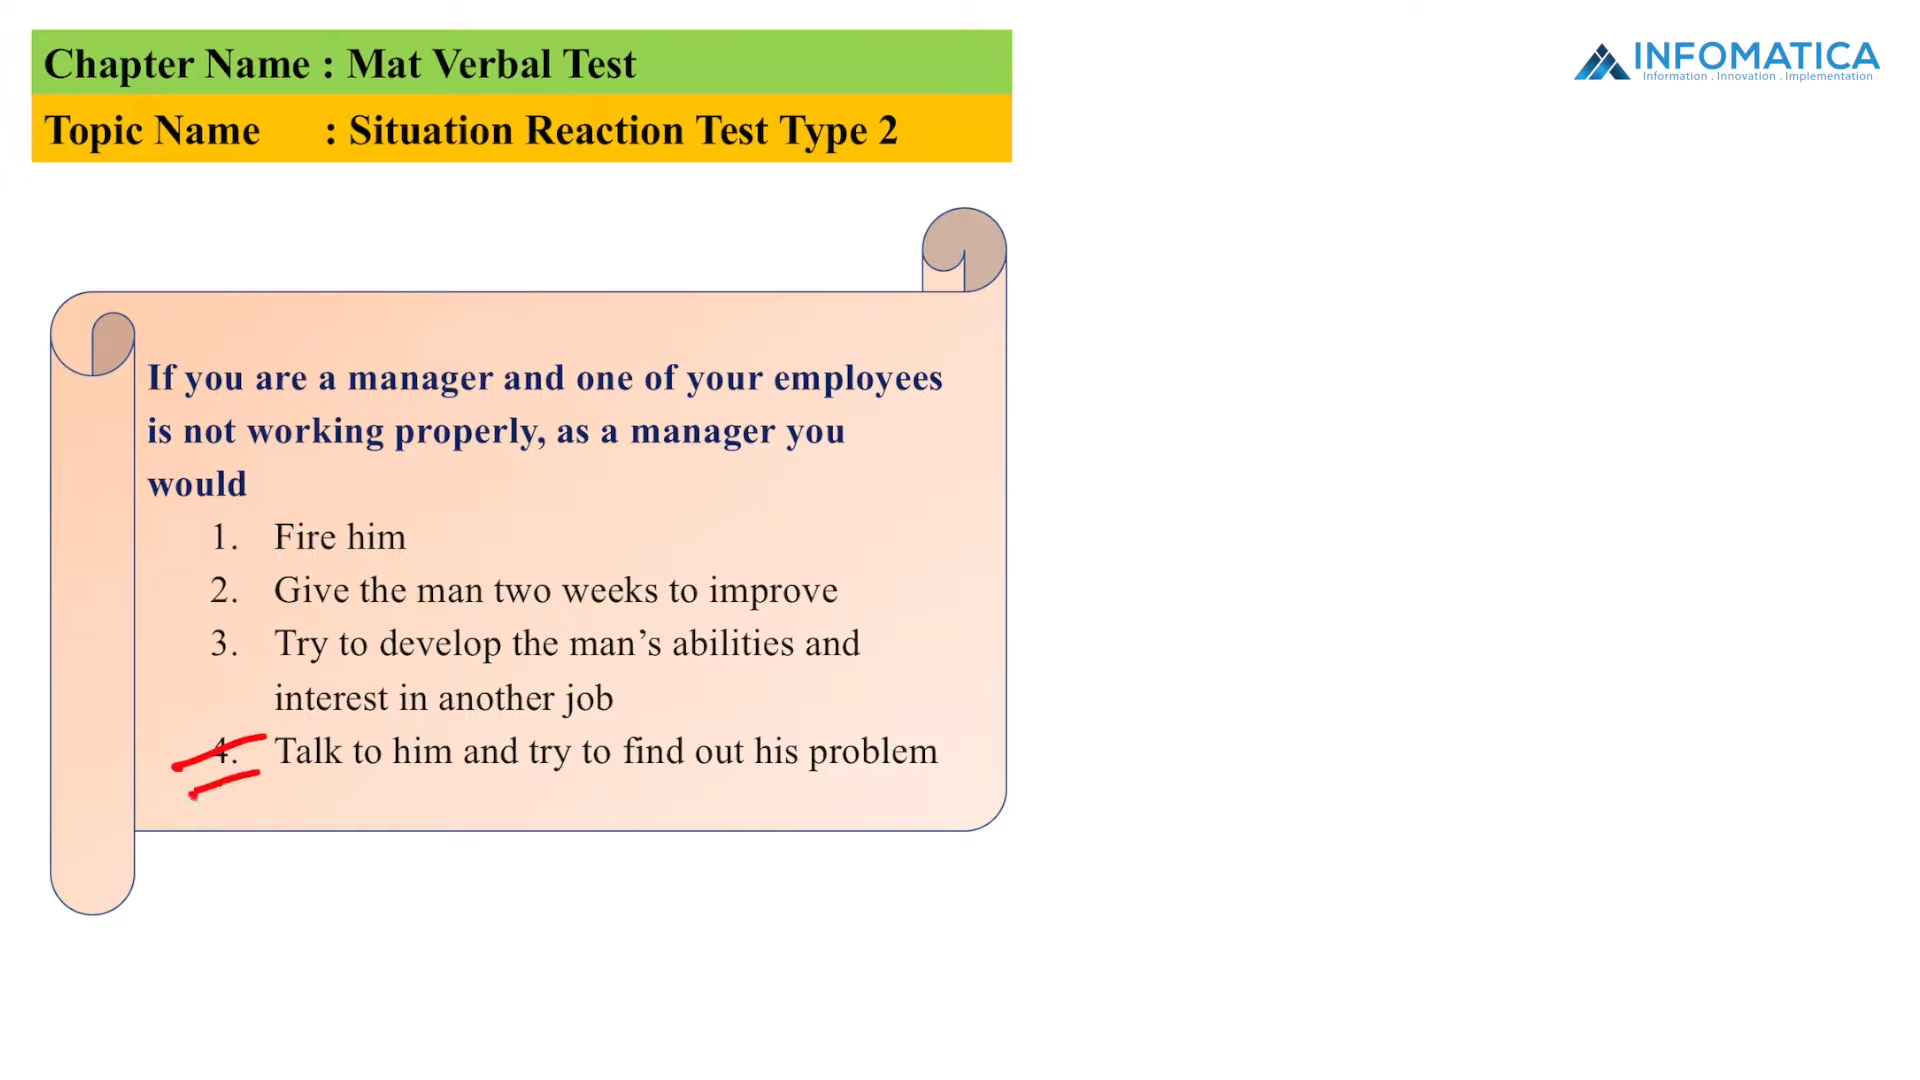 Chapter Name : Mat Verbal Test
INFOMATICA
Information . Innovation . Implementation
Topic Name : Situation Reaction Test Type 2
If you are a manager and one of your employees
is not working properly, as a manager you
would
1. Fire him
2. Give the man two weeks to improve
3. Try to develop the man’s abilities and
interest in another job
4. Talk to him and try to find out his problem